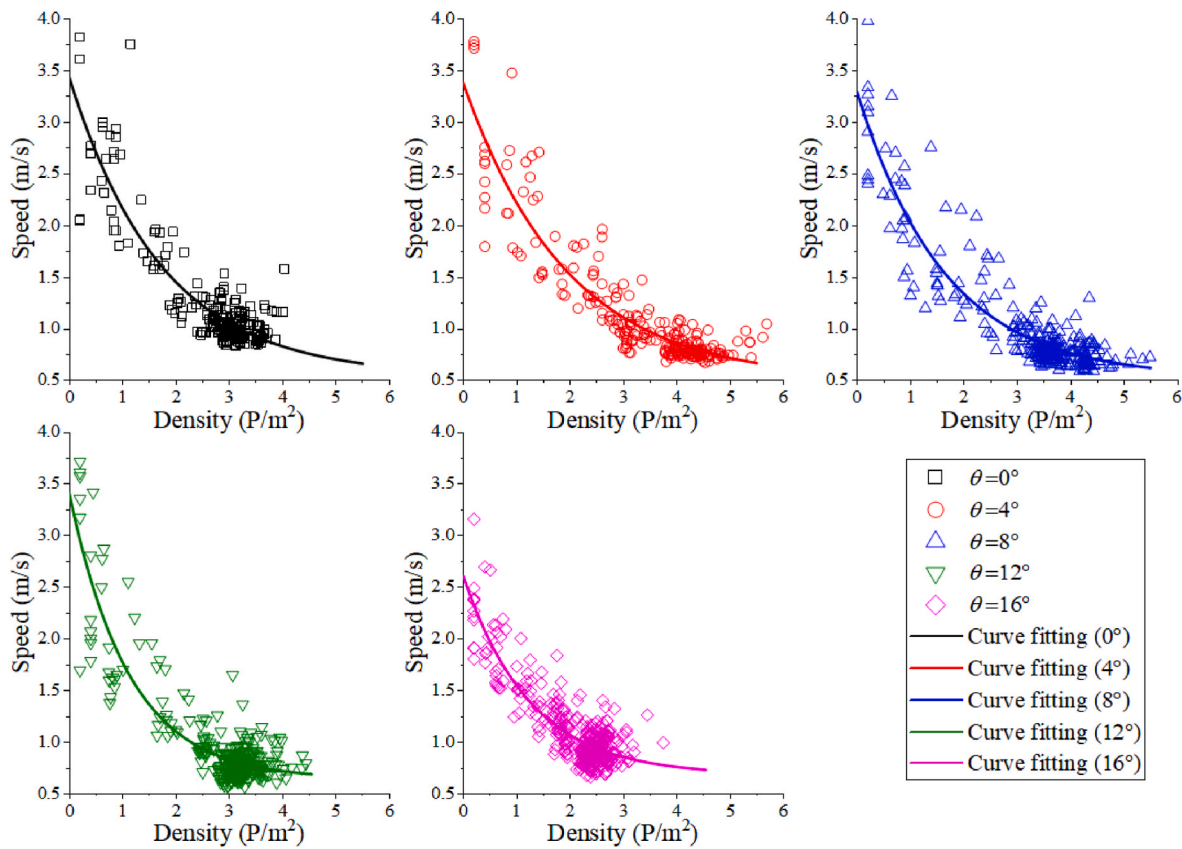 4.0
3.5
3.0
2.5
2.0
1.5
1.0
0.5
0 1 2 3 4 5 6
Speed (m/s)
Density (P/m²)
4.0
3.5
3.0
2.5
2.0
1.5
1.0
0.5
0 1 2 3 4 5 6
Speed (m/s)
Density (P/m²)
4.0
3.5
3.0
2.5
2.0
1.5
1.0
0.5
0 1 2 3 4 5 6
Speed (m/s)
Density (P/m²)
4.0
3.5
3.0
2.5
2.0
1.5
1.0
0.5
0 1 2 3 4 5 6
Speed (m/s)
Density (P/m²)
4.0
3.5
3.0
2.5
2.0
1.5
1.0
0.5
0 1 2 3 4 5 6
Speed (m/s)
Density (P/m²)
θ=0°
θ=4°
θ=8°
θ=12°
θ=16°
Curve fitting (0°)
Curve fitting (4°)
Curve fitting (8°)
Curve fitting (12°)
Curve fitting (16°)